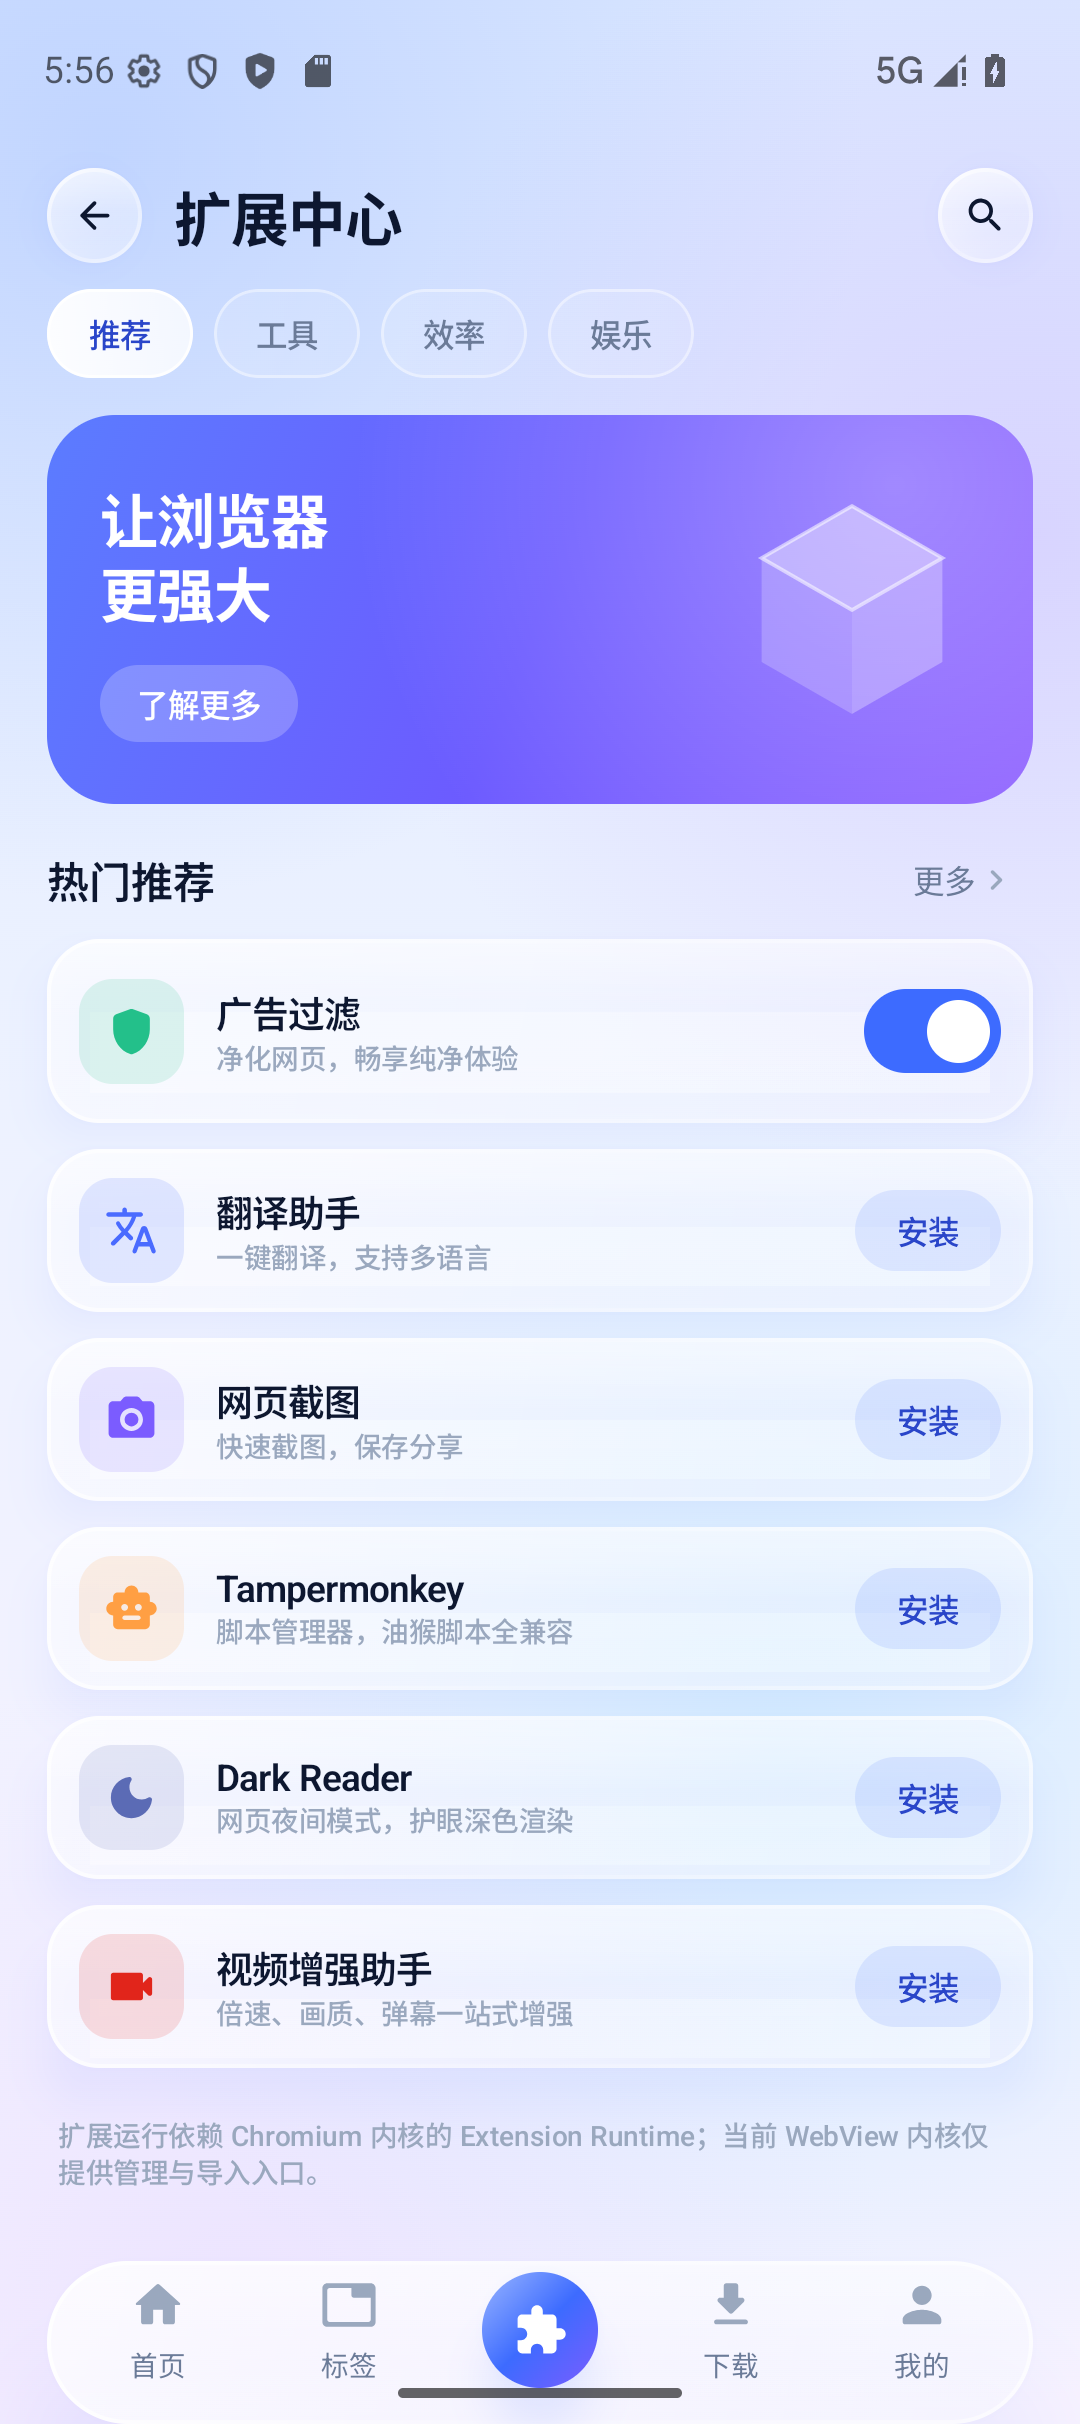 5:56
5G
扩展中心
推荐
工具
效率
娱乐
让浏览器
更强大
了解更多
热门推荐
更多
广告过滤
净化网页，畅享纯净体验
翻译助手
一键翻译，支持多语言
安装
网页截图
快速截图，保存分享
安装
Tampermonkey
脚本管理器，油猴脚本全兼容
安装
Dark Reader
网页夜间模式，护眼深色渲染
安装
视频增强助手
倍速、画质、弹幕一站式增强
安装
扩展运行依赖 Chromium 内核的 Extension Runtime；当前 WebView 内核仅
提供管理与导入入口。
首页
标签
下载
我的